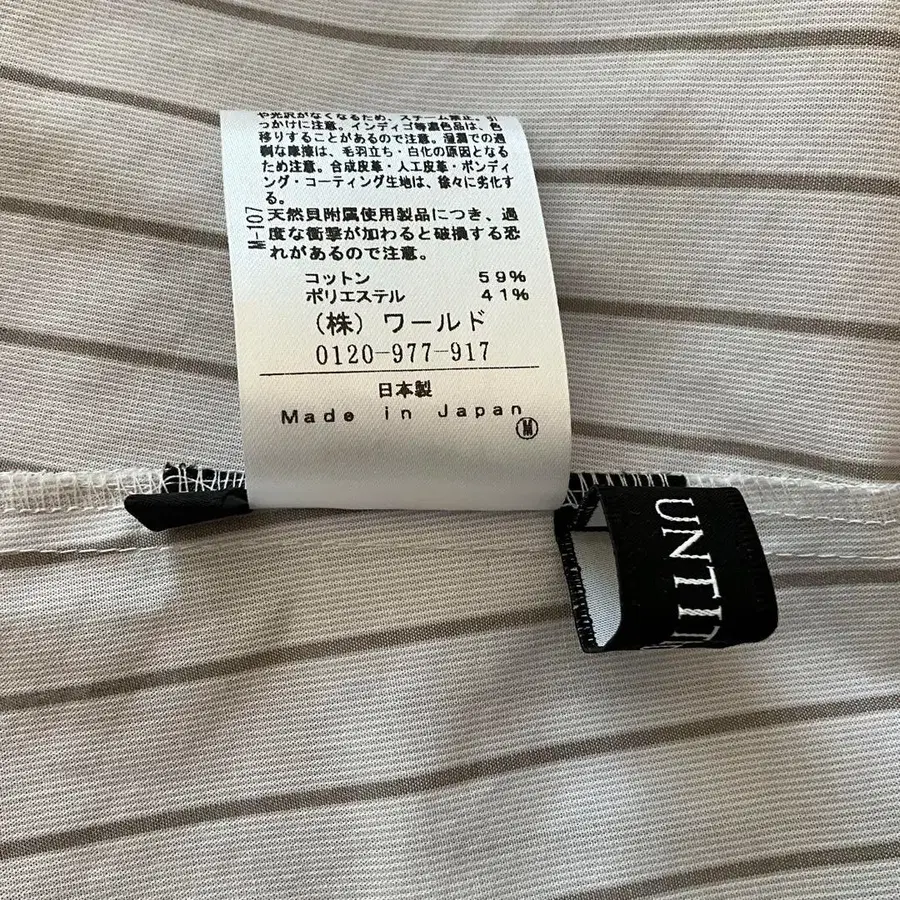 や光沢がなくなるため、スチーム禁止。引
っかけに注意。インディゴ等濃色品は、色
移りすることがあるので注意。湿潤での過
剰な摩擦は、毛羽立ち・白化の原因となる
ため注意。合成皮革・人工皮革・ボンディ
ング・コーティング生地は、徐々に劣化す
る。
M-107
天然貝附属使用製品につき、過
度な衝撃が加わると破損する恐
れがあるので注意。
コットン 59%
ポリエステル 41%
(株) ワールド
0120-977-917
日本製
Made in Japan
M
UNTIT